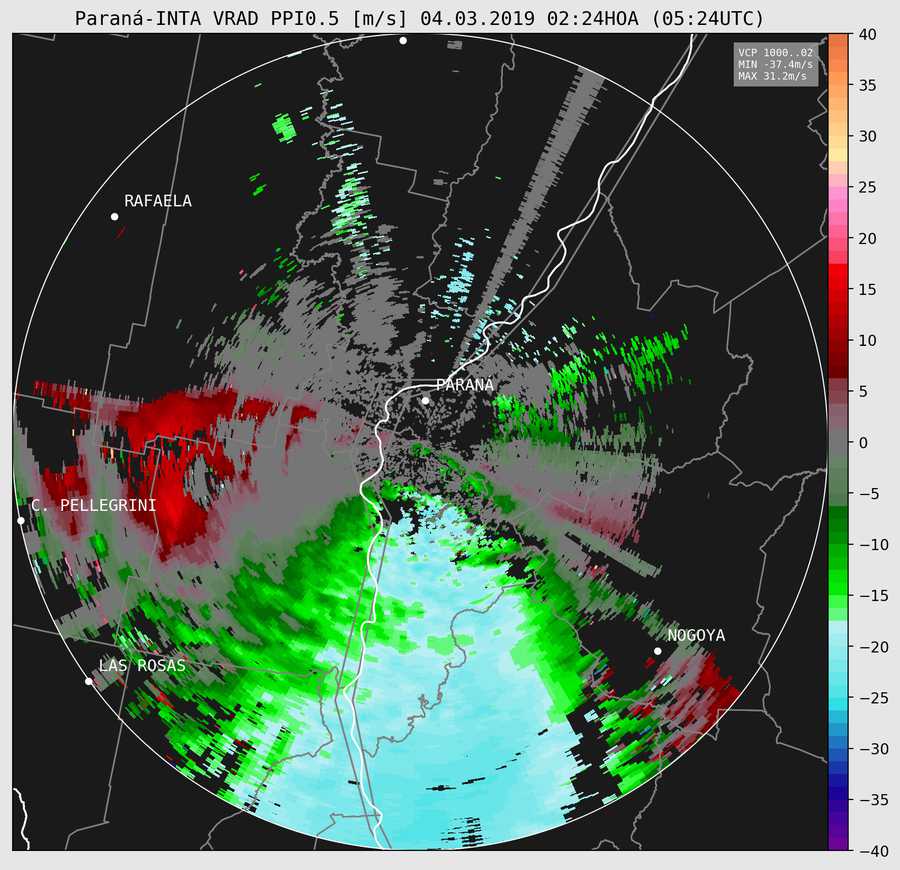 Paraná-INTA VRAD PPI0.5 [m/s] 04.03.2019 02:24HOA (05:24UTC)
VCP 1000..02
MIN -37.4m/s
MAX 31.2m/s
RAFAELA
PARANA
C. PELLEGRINI
NOGOYA
LAS ROSAS
40
35
30
25
20
15
10
5
0
−5
−10
−15
−20
−25
−30
−35
−40